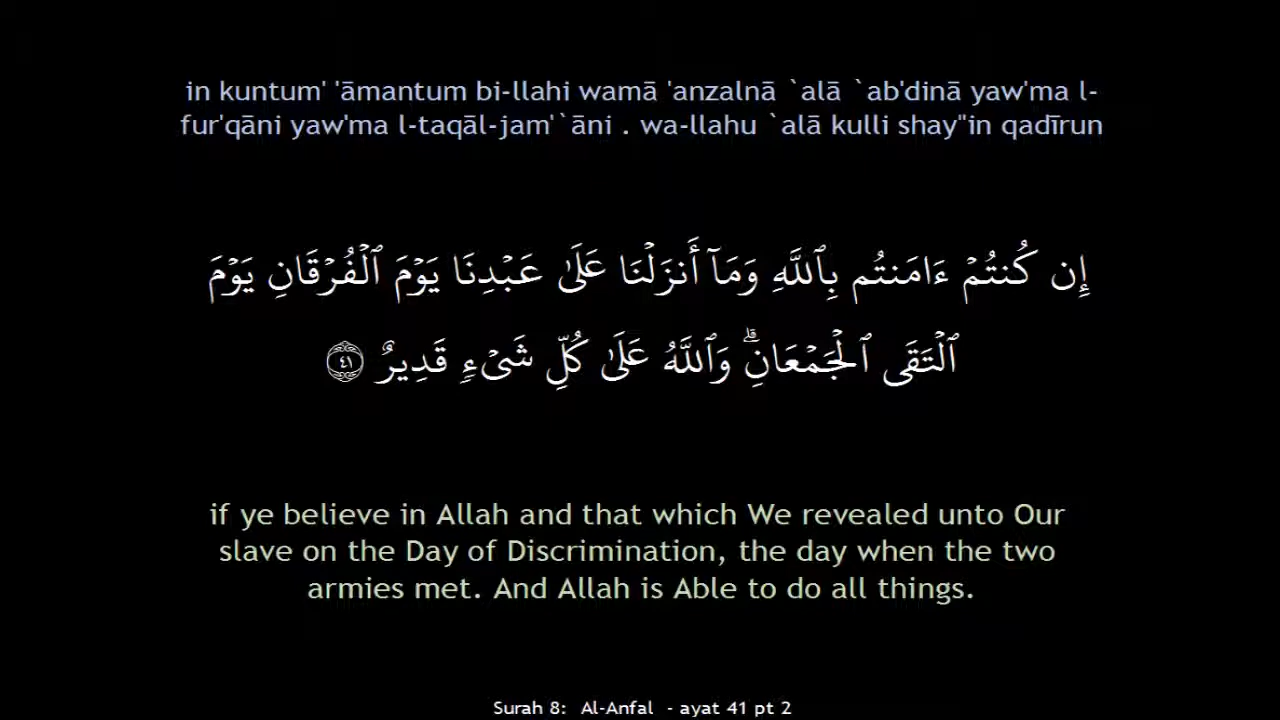 in kuntum' 'āmantum bi-llahi wamā 'anzalnā `alā `ab'dinā yaw'ma l-
fur'qāni yaw'ma l-taqāl-jam'`āni . wa-llahu `alā kulli shay"in qadīrun
إِن كُنتُمۡ ءَامَنتُم بِٱللَّهِ وَمَآ أَنزَلۡنَا عَلَىٰ عَبۡدِنَا يَوۡمَ ٱلۡفُرۡقَانِ يَوۡمَ
ٱلۡتَقَى ٱلۡجَمۡعَانِۗ وَٱللَّهُ عَلَىٰ كُلِّ شَىۡءٍ قَدِيرٌ ٤١
if ye believe in Allah and that which We revealed unto Our
slave on the Day of Discrimination, the day when the two
armies met. And Allah is Able to do all things.
Surah 8: Al-Anfal - ayat 41 pt 2